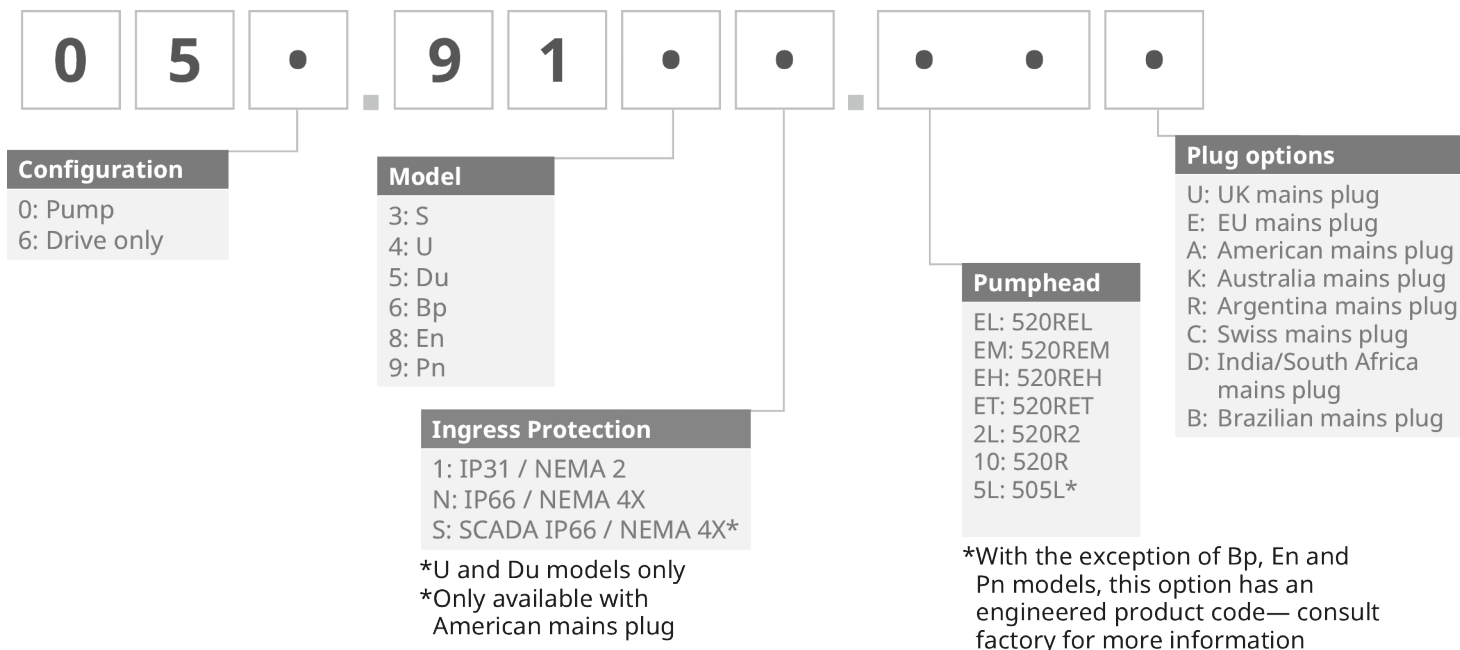 0 5 • . 9 1 • • . • • •
Configuration
0: Pump
6: Drive only
Model
3: S
4: U
5: Du
6: Bp
8: En
9: Pn
Ingress Protection
1: IP31 / NEMA 2
N: IP66 / NEMA 4X
S: SCADA IP66 / NEMA 4X*
*U and Du models only
*Only available with
American mains plug
Pumphead
EL: 520REL
EM: 520REM
EH: 520REH
ET: 520RET
2L: 520R2
10: 520R
5L: 505L*
*With the exception of Bp, En and
Pn models, this option has an
engineered product code— consult
factory for more information
Plug options
U: UK mains plug
E: EU mains plug
A: American mains plug
K: Australia mains plug
R: Argentina mains plug
C: Swiss mains plug
D: India/South Africa
mains plug
B: Brazilian mains plug